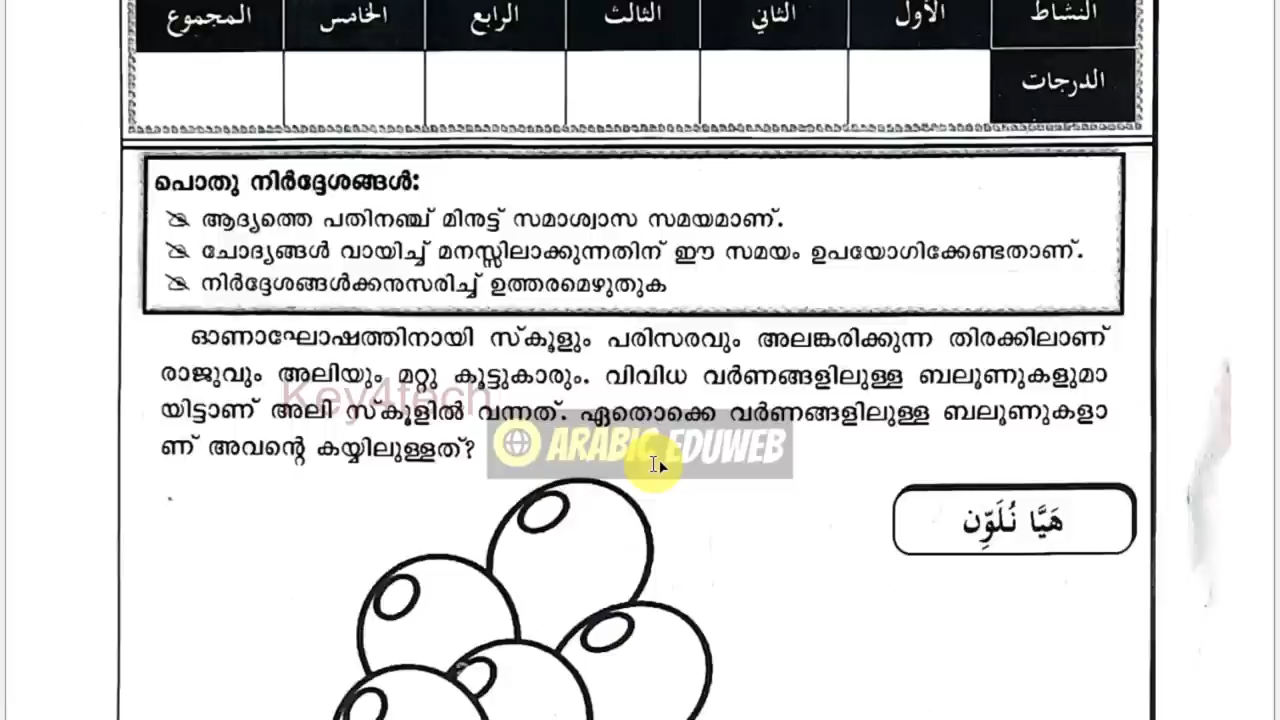 النشاط الأول الثاني الثالث الرابع الخامس المجموع
الدرجات
പൊതു നിർദ്ദേശങ്ങൾ:
ആദ്യത്തെ പതിനഞ്ച് മിനുട്ട് സമാശ്വാസ സമയമാണ്.
ചോദ്യങ്ങൾ വായിച്ച് മനസ്സിലാക്കുന്നതിന് ഈ സമയം ഉപയോഗിക്കേണ്ടതാണ്.
നിർദ്ദേശങ്ങൾക്കനുസരിച്ച് ഉത്തരമെഴുതുക
ഓണാഘോഷത്തിനായി സ്കൂളും പരിസരവും അലങ്കരിക്കുന്ന തിരക്കിലാണ്
രാജുവും അലിയും മറ്റു കൂട്ടുകാരും. വിവിധ വർണങ്ങളിലുള്ള ബലൂണുകളുമാ
Key4tech
യിട്ടാണ് അലി സ്കൂളിൽ വന്നത്. ഏതൊക്കെ വർണങ്ങളിലുള്ള ബലൂണുകളാ
ണ് അവന്റെ കയ്യിലുള്ളത്?
ARABIC EDUWEB
هَيَّا نُلَوِّن